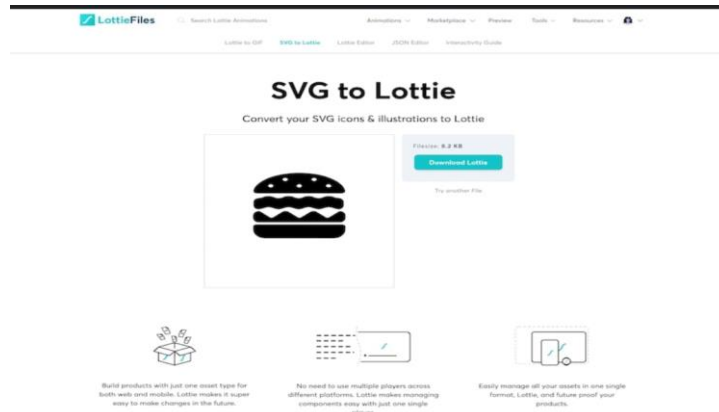 LottieFiles
Search Lottie Animations
Animations
Marketplace
Preview
Tools
Resources
Lottie to GIF
SVG to Lottie
Lottie Editor
JSON Editor
Interactivity Guide
SVG to Lottie
Convert your SVG icons & illustrations to Lottie
Filesize: 5.2 KB
Download Lottie
Try another File
Build products with just one asset type for
both web and mobile. Lottie makes it super
easy to make changes in the future.
No need to use multiple players across
different platforms. Lottie makes managing
components easy with just one single
Easily manage all your assets in one single
format, Lottie, and future proof your
products.